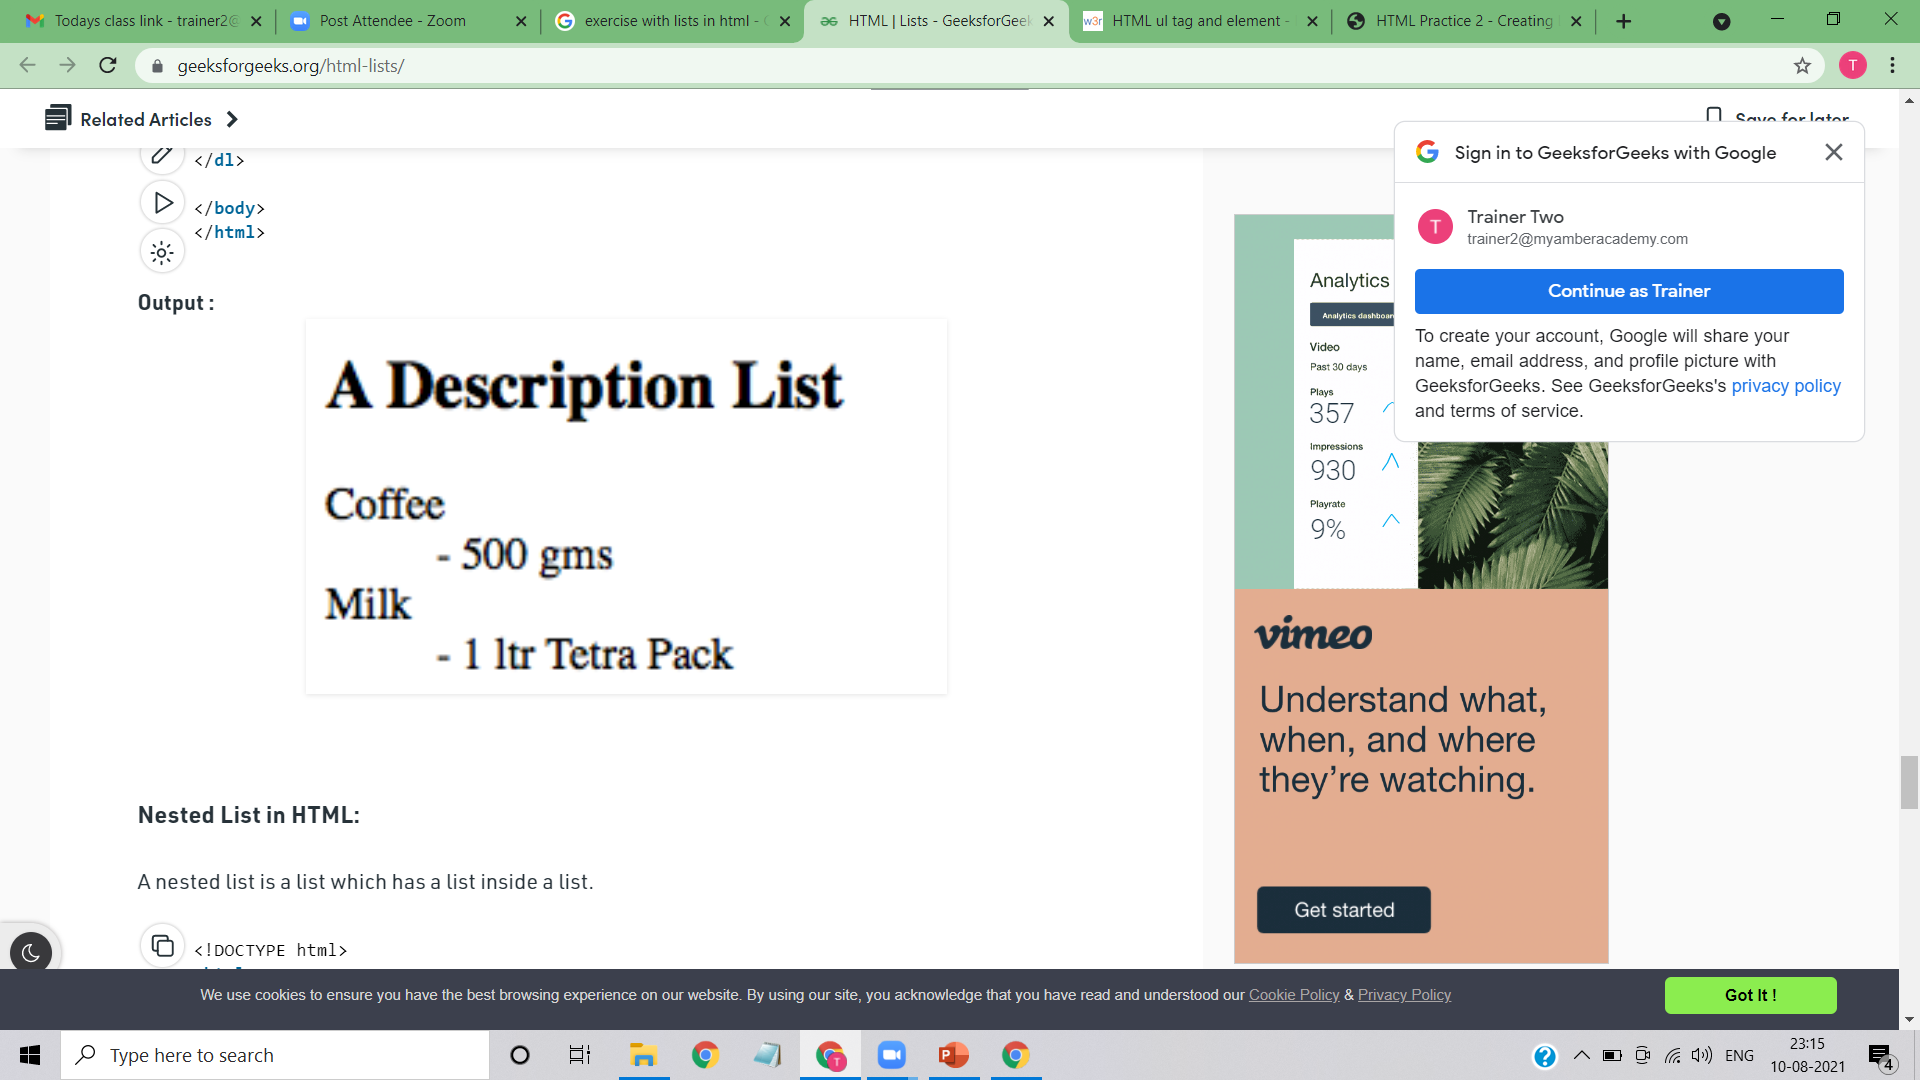 Todays class link - trainer2@
Post Attendee - Zoom
exercise with lists in html -
HTML | Lists - GeeksforGeek
w3r HTML ul tag and element -
HTML Practice 2 - Creating
geeksforgeeks.org/html-lists/
T
Related Articles
Save for later
</dl>
</body>
</html>
Output :
A Description List
Coffee
- 500 gms
Milk
- 1 ltr Tetra Pack
Nested List in HTML:
A nested list is a list which has a list inside a list.
<!DOCTYPE html>
Sign in to GeeksforGeeks with Google
T
Trainer Two
trainer2@myamberacademy.com
Continue as Trainer
To create your account, Google will share your
name, email address, and profile picture with
GeeksforGeeks. See GeeksforGeeks's privacy policy
and terms of service.
Analytics
Analytics dashboar
Video
Past 30 days
Plays
357
Impressions
930
Playrate
9%
vimeo
Understand what,
when, and where
they're watching.
Get started
We use cookies to ensure you have the best browsing experience on our website. By using our site, you acknowledge that you have read and understood our Cookie Policy & Privacy Policy
Got It !
Type here to search
T
P
ENG
23:15
10-08-2021
4